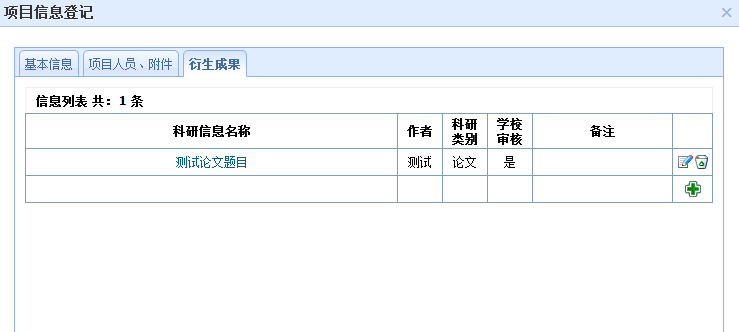 项目信息登记
基本信息 项目人员、附件 衍生成果
信息列表 共：1 条
科研信息名称 作者 科研类别 学校审核 备注
测试论文题目 测试 论文 是